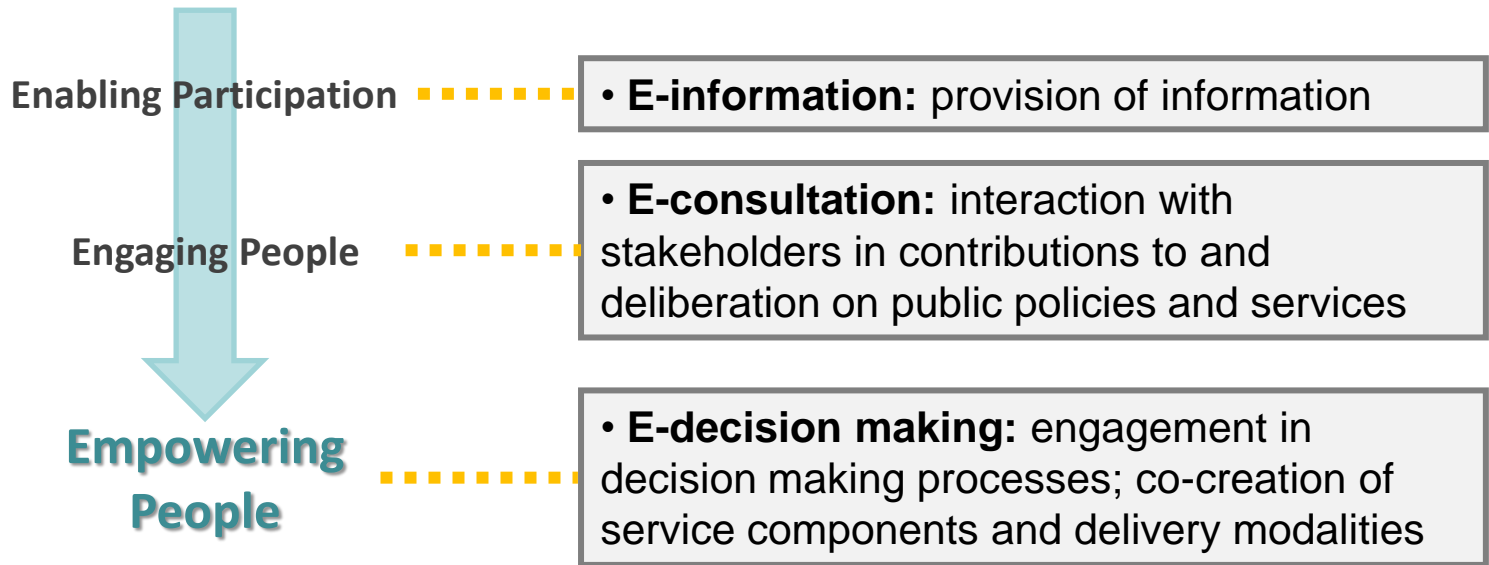 Enabling Participation
• E-information: provision of information
Engaging People
• E-consultation: interaction with
stakeholders in contributions to and
deliberation on public policies and services
Empowering
People
• E-decision making: engagement in
decision making processes; co-creation of
service components and delivery modalities